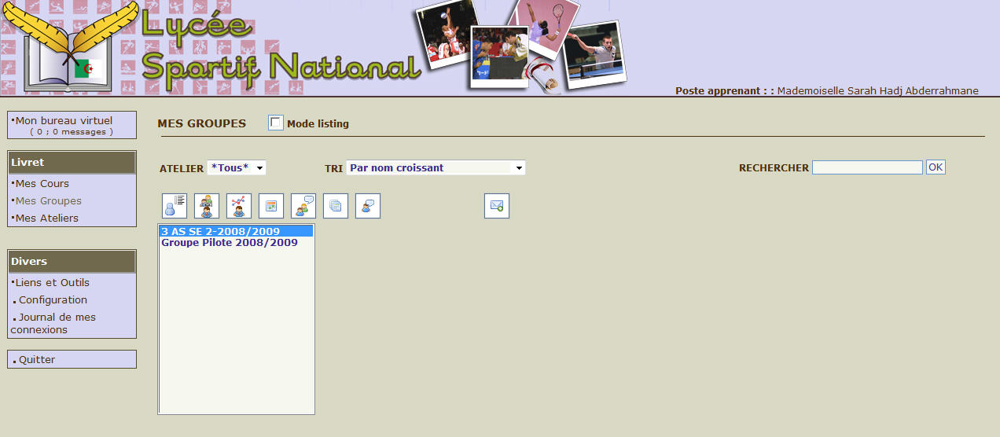 Lycée
Sportif National
Poste apprenant : : Mademoiselle Sarah Hadj Abderrahmane
Mon bureau virtuel
( 0 ; 0 messages )
Livret
Mes Cours
Mes Groupes
Mes Ateliers
Divers
Liens et Outils
Configuration
Journal de mes
connexions
Quitter
MES GROUPES Mode listing
ATELIER *Tous* TRI Par nom croissant RECHERCHER OK
3 AS SE 2-2008/2009
Groupe Pilote 2008/2009